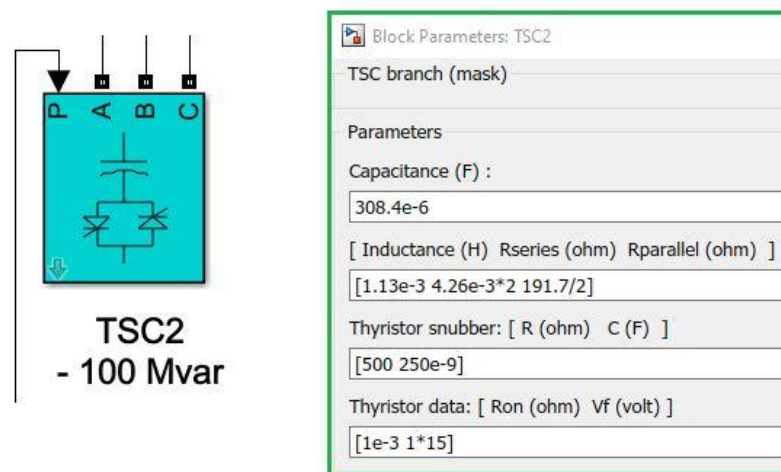 P A B C
TSC2
- 100 Mvar
Block Parameters: TSC2
TSC branch (mask)
Parameters
Capacitance (F) :
308.4e-6
[ Inductance (H)  Rseries (ohm)  Rparallel (ohm)  ]
[1.13e-3 4.26e-3*2 191.7/2]
Thyristor snubber: [ R (ohm)   C (F)  ]
[500 250e-9]
Thyristor data: [ Ron (ohm)  Vf (volt) ]
[1e-3 1*15]